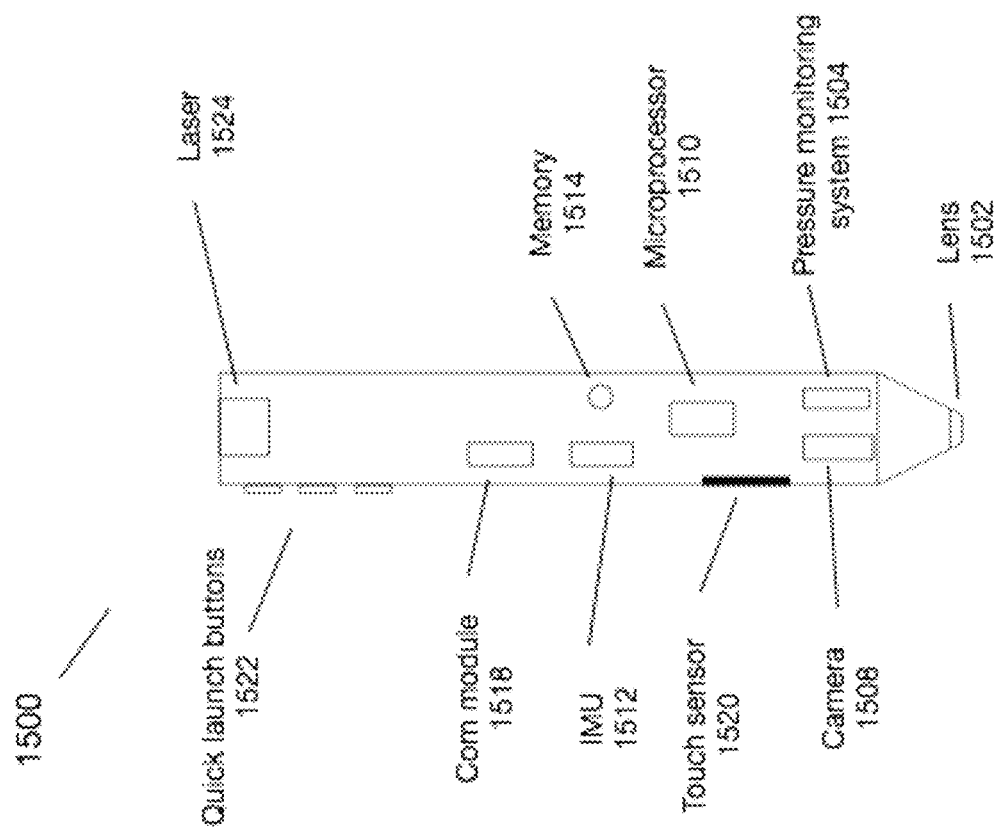 1500
Quick launch buttons
1522
Com module
1518
IMU
1512
Touch sensor
1520
Camera
1508
Laser
1524
Memory
1514
Microprocessor
1510
Pressure monitoring
system 1504
Lens
1502